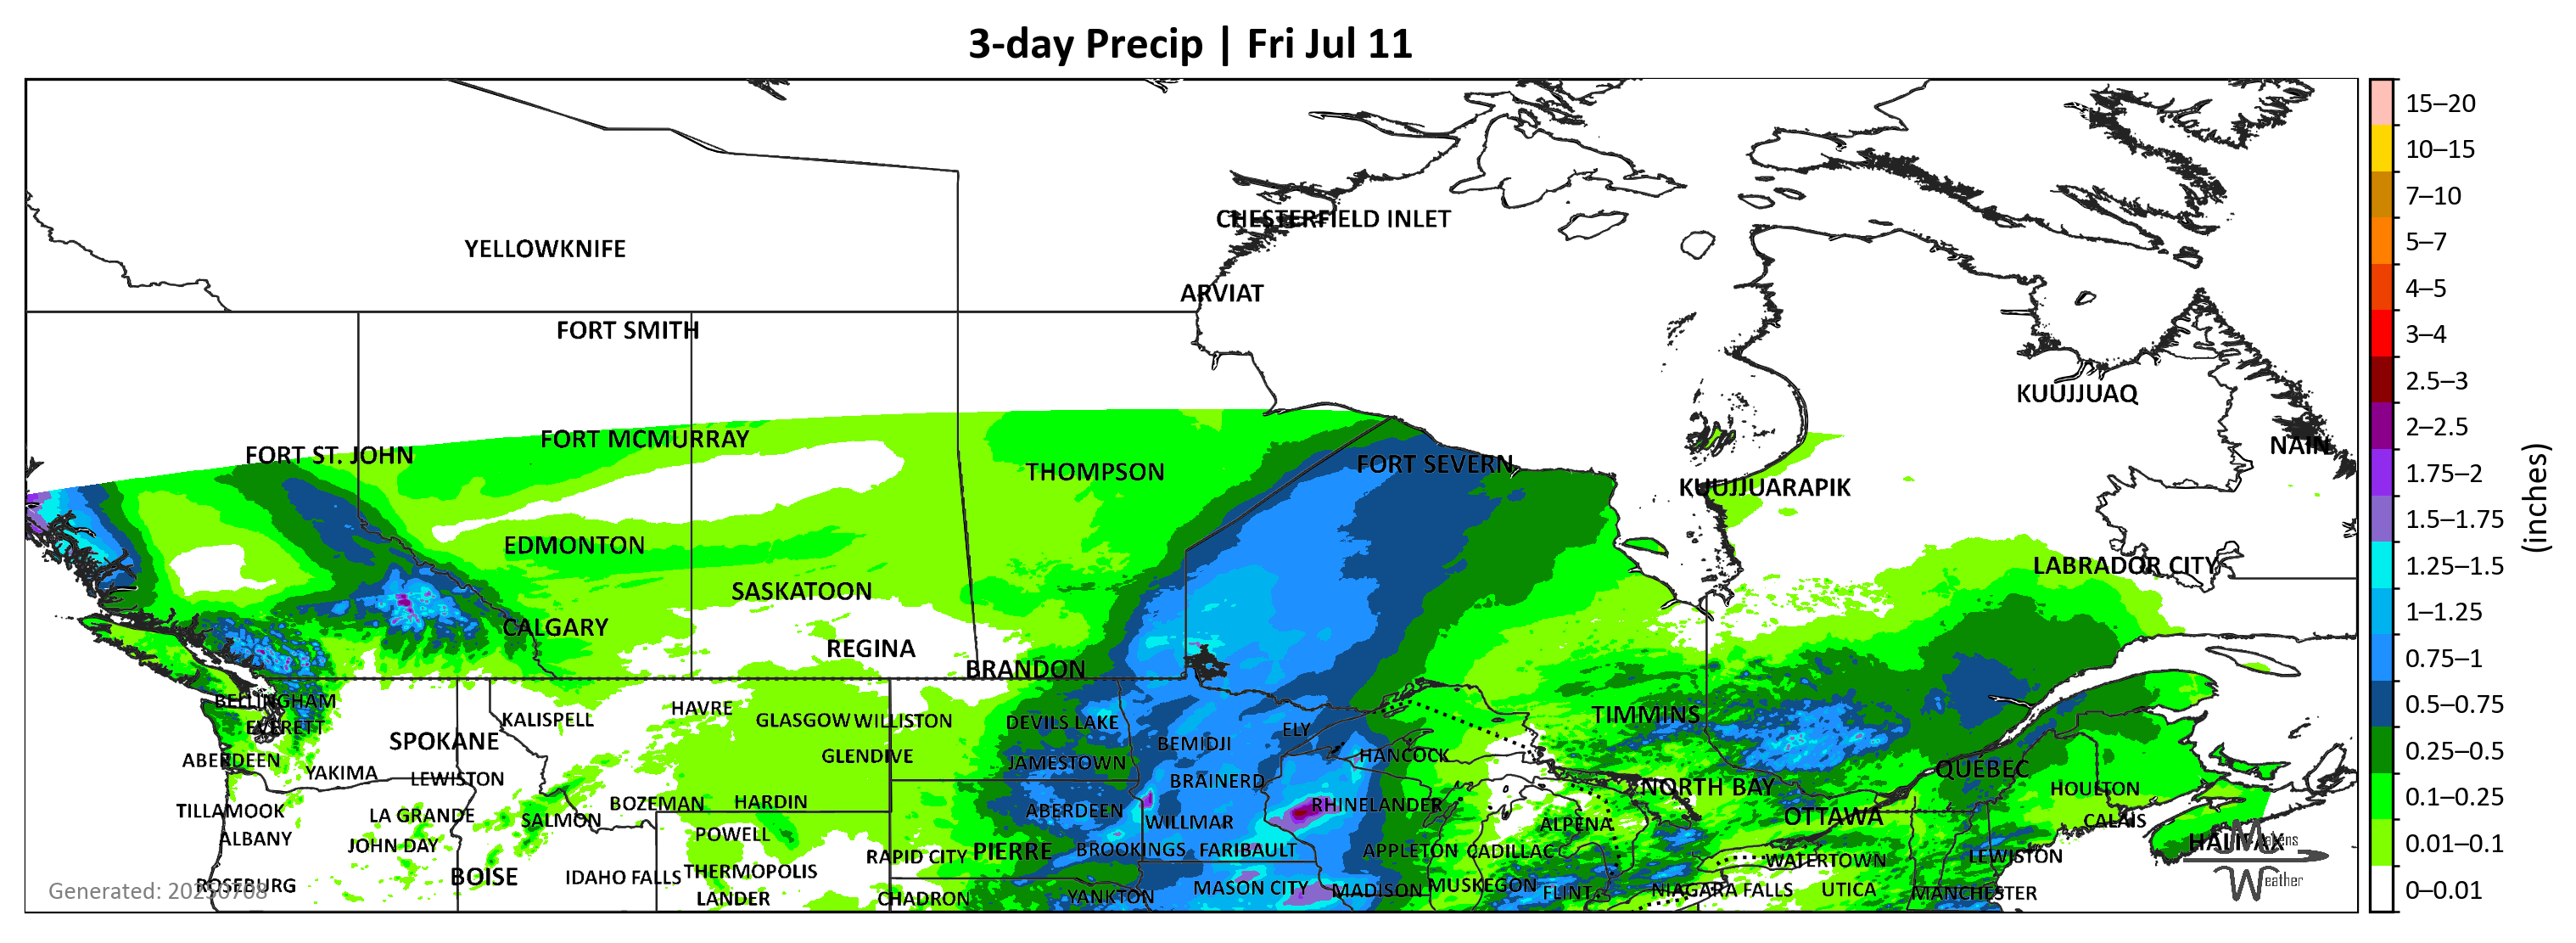 3-day Precip | Fri Jul 11
CHESTERFIELD INLET
YELLOWKNIFE
ARVIAT
FORT SMITH
KUUJJUAQ
FORT MCMURRAY
NAIN
FORT ST. JOHN
FORT SEVERN
THOMPSON
KUUJJUARAPIK
EDMONTON
LABRADOR CITY
SASKATOON
CALGARY
REGINA
BRANDON
BELLINGHAM
HAVRE
TIMMINS
KALISPELL
GLASGOW
WILLISTON
DEVILS LAKE
EVERETT
ELY
SPOKANE
BEMIDJI
ABERDEEN
GLENDIVE
JAMESTOWN
HANCOCK
QUEBEC
YAKIMA
LEWISTON
BRAINERD
NORTH BAY
HOULTON
TILLAMOOK
LA GRANDE
BOZEMAN
HARDIN
ABERDEEN
RHINELANDER
OTTAWA
SALMON
WILLMAR
ALPENA
CALAIS
ALBANY
JOHN DAY
POWELL
HALIFAX
RAPID CITY
PIERRE
BROOKINGS
FARIBAULT
APPLETON
CADILLAC
WATERTOWN
LEWISTON
ROSEBURG
BOISE
IDAHO FALLS
THERMOPOLIS
MASON CITY
MADISON
MUSKEGON
FLINT
NIAGARA FALLS
UTICA
MANCHESTER
LANDER
CHADRON
YANKTON
Weather
15–20
10–15
7–10
5–7
4–5
3–4
2.5–3
2–2.5
1.75–2
1.5–1.75
1.25–1.5
1–1.25
0.75–1
0.5–0.75
0.25–0.5
0.1–0.25
0.01–0.1
0–0.01
(inches)